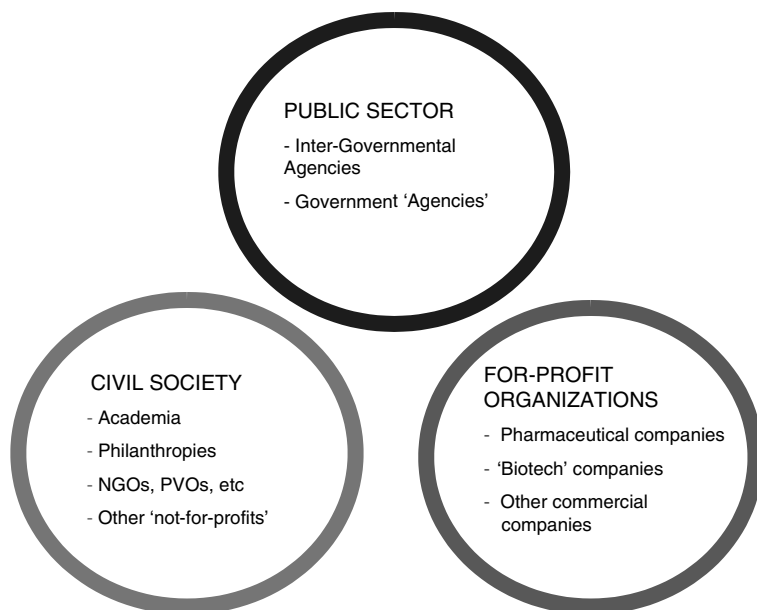 PUBLIC SECTOR
- Inter-Governmental
Agencies
- Government ‘Agencies’
CIVIL SOCIETY
- Academia
- Philanthropies
- NGOs, PVOs, etc
- Other ‘not-for-profits’
FOR-PROFIT
ORGANIZATIONS
- Pharmaceutical companies
- ‘Biotech’ companies
- Other commercial
companies